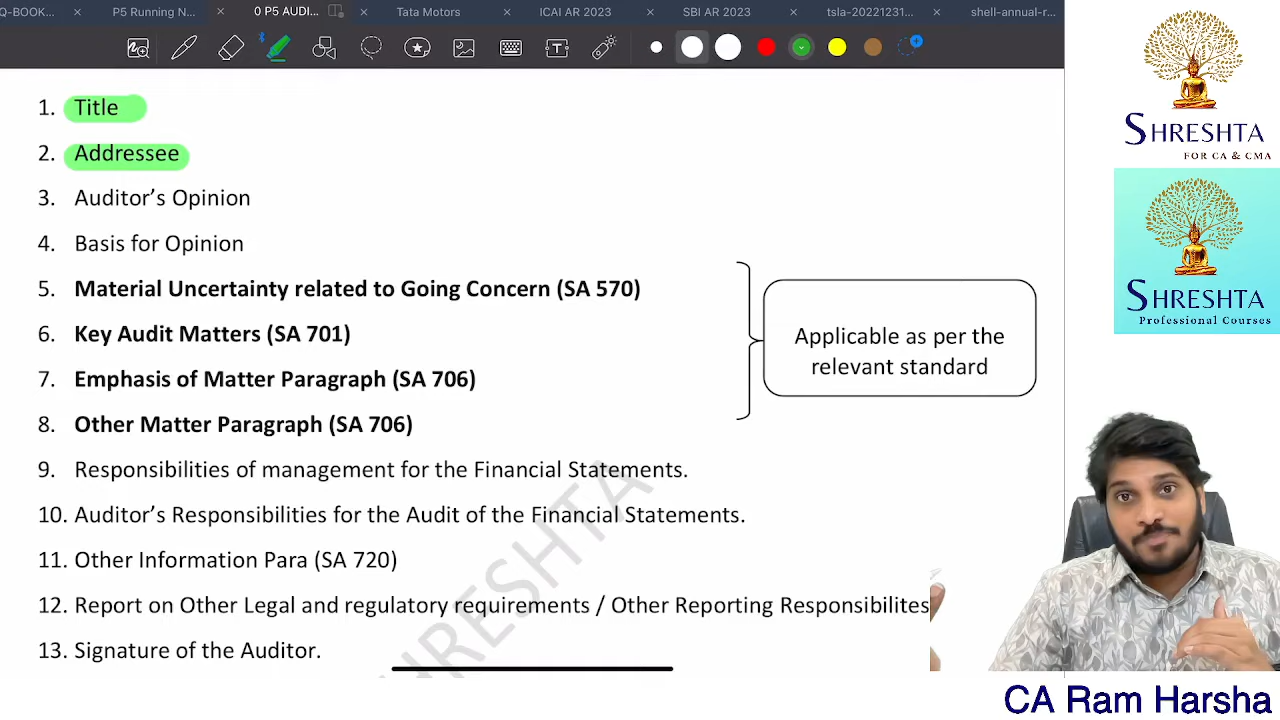 Q-BOOK...
P5 Running N...
0 P5 AUDI...
Tata Motors
ICAI AR 2023
SBI AR 2023
tsla-20221231...
shell-annual-r...
1. Title
2. Addressee
3. Auditor’s Opinion
4. Basis for Opinion
5. Material Uncertainty related to Going Concern (SA 570)
6. Key Audit Matters (SA 701)
7. Emphasis of Matter Paragraph (SA 706)
8. Other Matter Paragraph (SA 706)
Applicable as per the
relevant standard
9. Responsibilities of management for the Financial Statements.
10. Auditor’s Responsibilities for the Audit of the Financial Statements.
11. Other Information Para (SA 720)
12. Report on Other Legal and regulatory requirements / Other Reporting Responsibilites
13. Signature of the Auditor.
SHRESHTA
SHRESHTA
FOR CA & CMA
SHRESHTA
Professional Courses
CA Ram Harsha